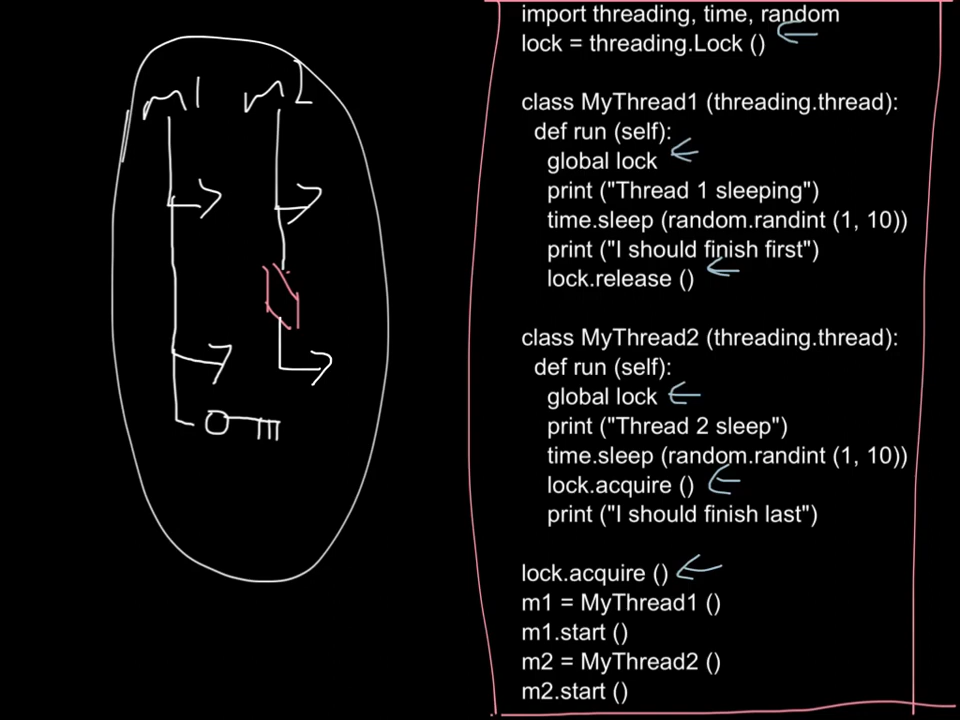 m1 m2
import threading, time, random
lock = threading.Lock ()
class MyThread1 (threading.thread):
def run (self):
global lock
print ("Thread 1 sleeping")
time.sleep (random.randint (1, 10))
print ("I should finish first")
lock.release ()
class MyThread2 (threading.thread):
def run (self):
global lock
print ("Thread 2 sleep")
time.sleep (random.randint (1, 10))
lock.acquire ()
print ("I should finish last")
lock.acquire ()
m1 = MyThread1 ()
m1.start ()
m2 = MyThread2 ()
m2.start ()